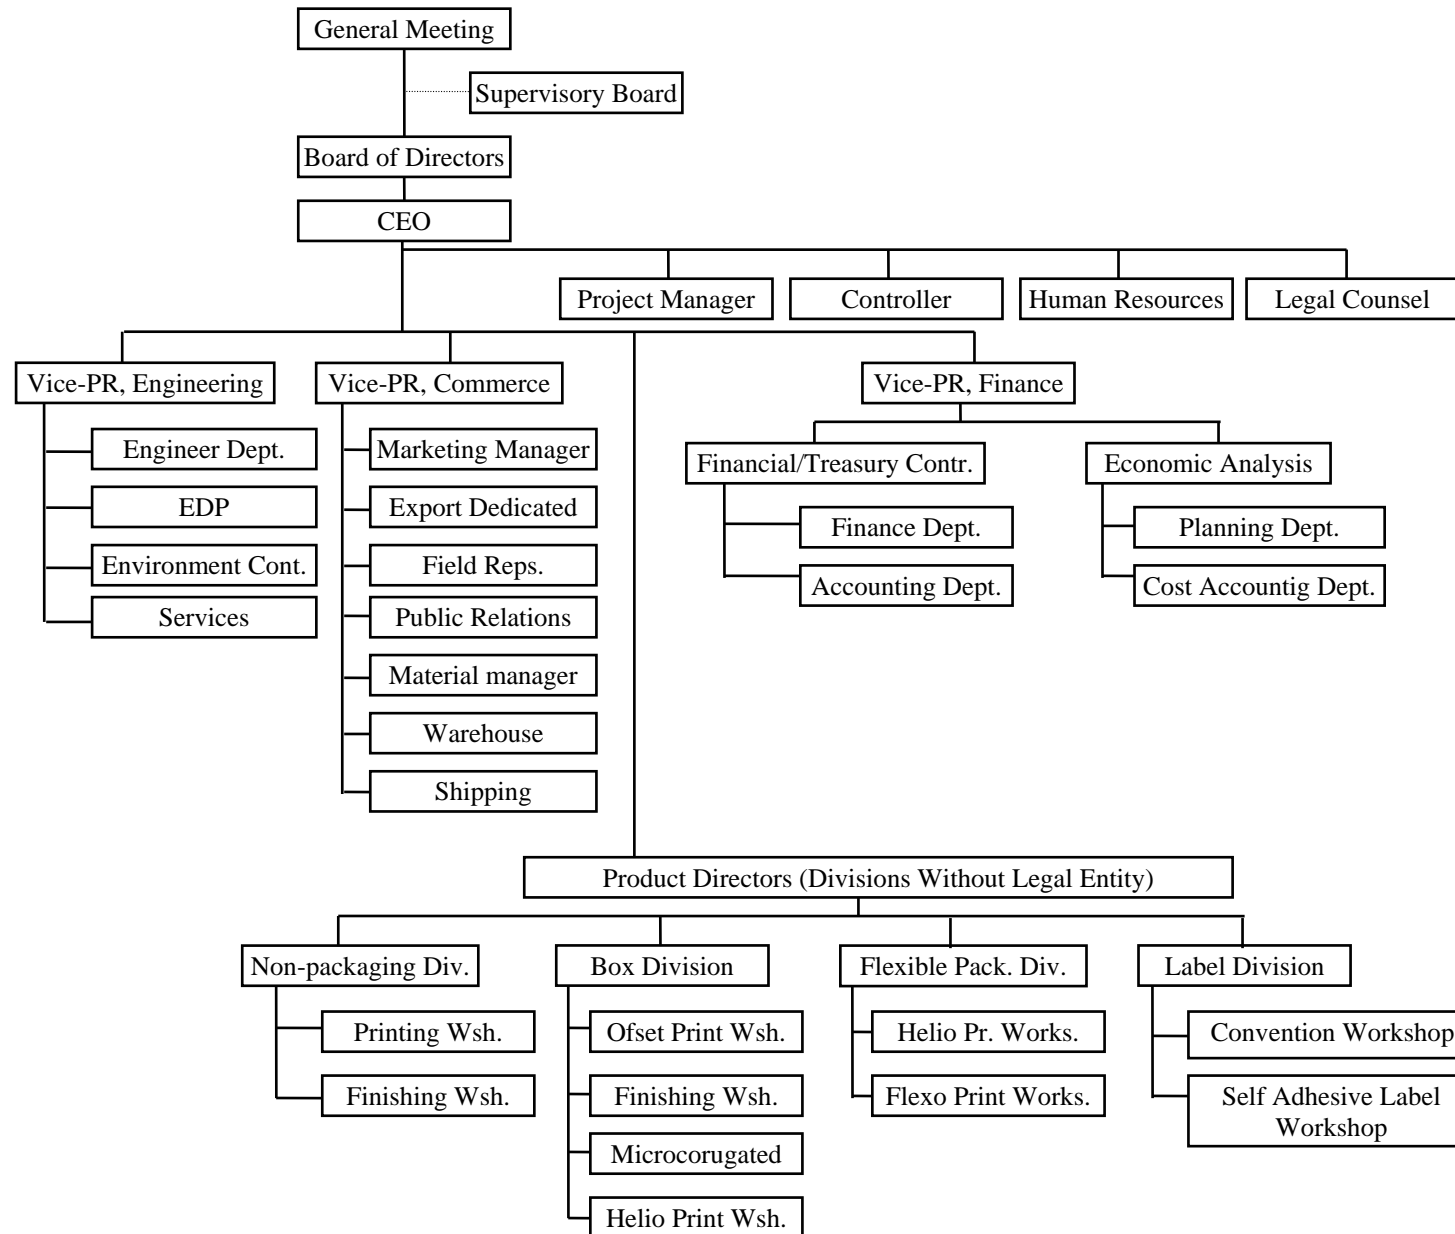 General Meeting
Supervisory Board
Board of Directors
CEO
Project Manager
Controller
Human Resources
Legal Counsel
Vice-PR, Engineering
Vice-PR, Commerce
Vice-PR, Finance
Engineer Dept.
EDP
Environment Cont.
Services
Marketing Manager
Export Dedicated
Field Reps.
Public Relations
Material manager
Warehouse
Shipping
Financial/Treasury Contr.
Finance Dept.
Accounting Dept.
Economic Analysis
Planning Dept.
Cost Accountig Dept.
Product Directors (Divisions Without Legal Entity)
Non-packaging Div.
Printing Wsh.
Finishing Wsh.
Box Division
Ofset Print Wsh.
Finishing Wsh.
Microcorugated
Helio Print Wsh.
Flexible Pack. Div.
Helio Pr. Works.
Flexo Print Works.
Label Division
Convention Workshop
Self Adhesive Label
Workshop